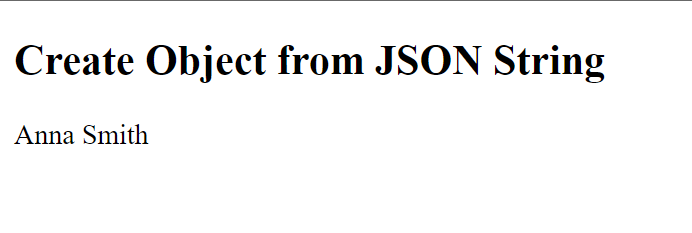 Create Object from JSON String
Anna Smith